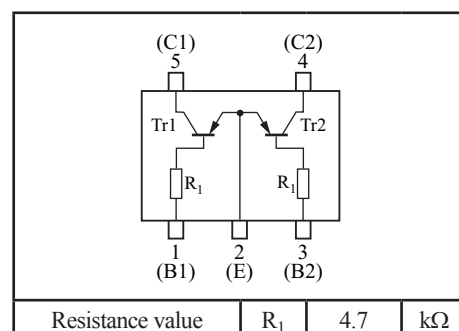 (C1) (C2)
5 4
Tr1 Tr2
R₁ R₁
1 2 3
(B1) (E) (B2)
Resistance value R₁ 4.7 kΩ